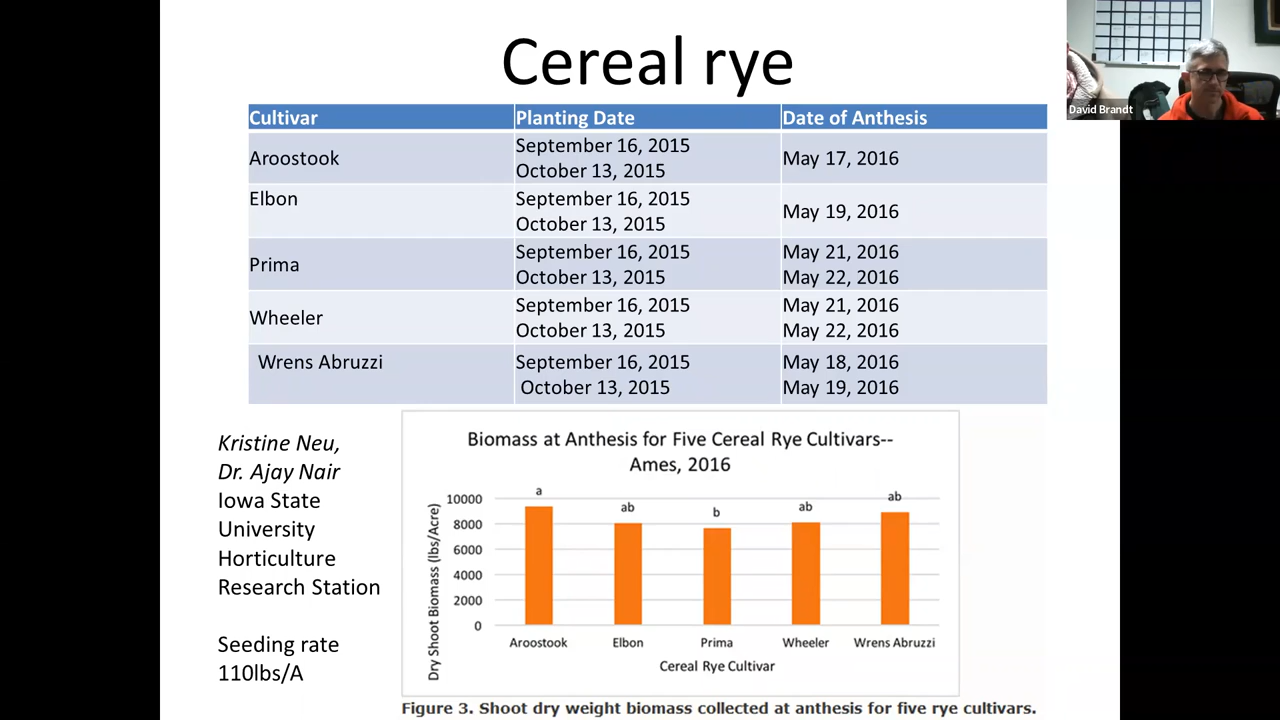 Cereal rye
David Brandt
Cultivar Planting Date Date of Anthesis
Aroostook September 16, 2015 May 17, 2016
October 13, 2015
Elbon September 16, 2015 May 19, 2016
October 13, 2015
Prima September 16, 2015 May 21, 2016
October 13, 2015 May 22, 2016
Wheeler September 16, 2015 May 21, 2016
October 13, 2015 May 22, 2016
Wrens Abruzzi September 16, 2015 May 18, 2016
October 13, 2015 May 19, 2016
Kristine Neu,
Dr. Ajay Nair
Iowa State
University
Horticulture
Research Station
Seeding rate
110lbs/A
Biomass at Anthesis for Five Cereal Rye Cultivars--
Ames, 2016
Dry Shoot Biomass (lbs/Acre)
10000
8000
6000
4000
2000
0
a ab b ab ab
Aroostook Elbon Prima Wheeler Wrens Abruzzi
Cereal Rye Cultivar
Figure 3. Shoot dry weight biomass collected at anthesis for five rye cultivars.